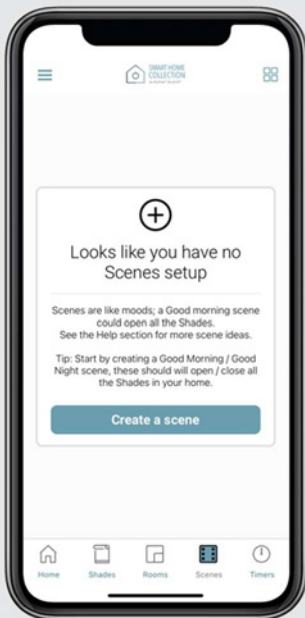 SMART HOME
COLLECTION
Looks like you have no
Scenes setup
Scenes are like moods; a Good morning scene
could open all the Shades.
See the Help section for more scene ideas.
Tip: Start by creating a Good Morning / Good
Night scene, these should will open / close all
the Shades in your home.
Create a scene
Home Shades Rooms Scenes Timers